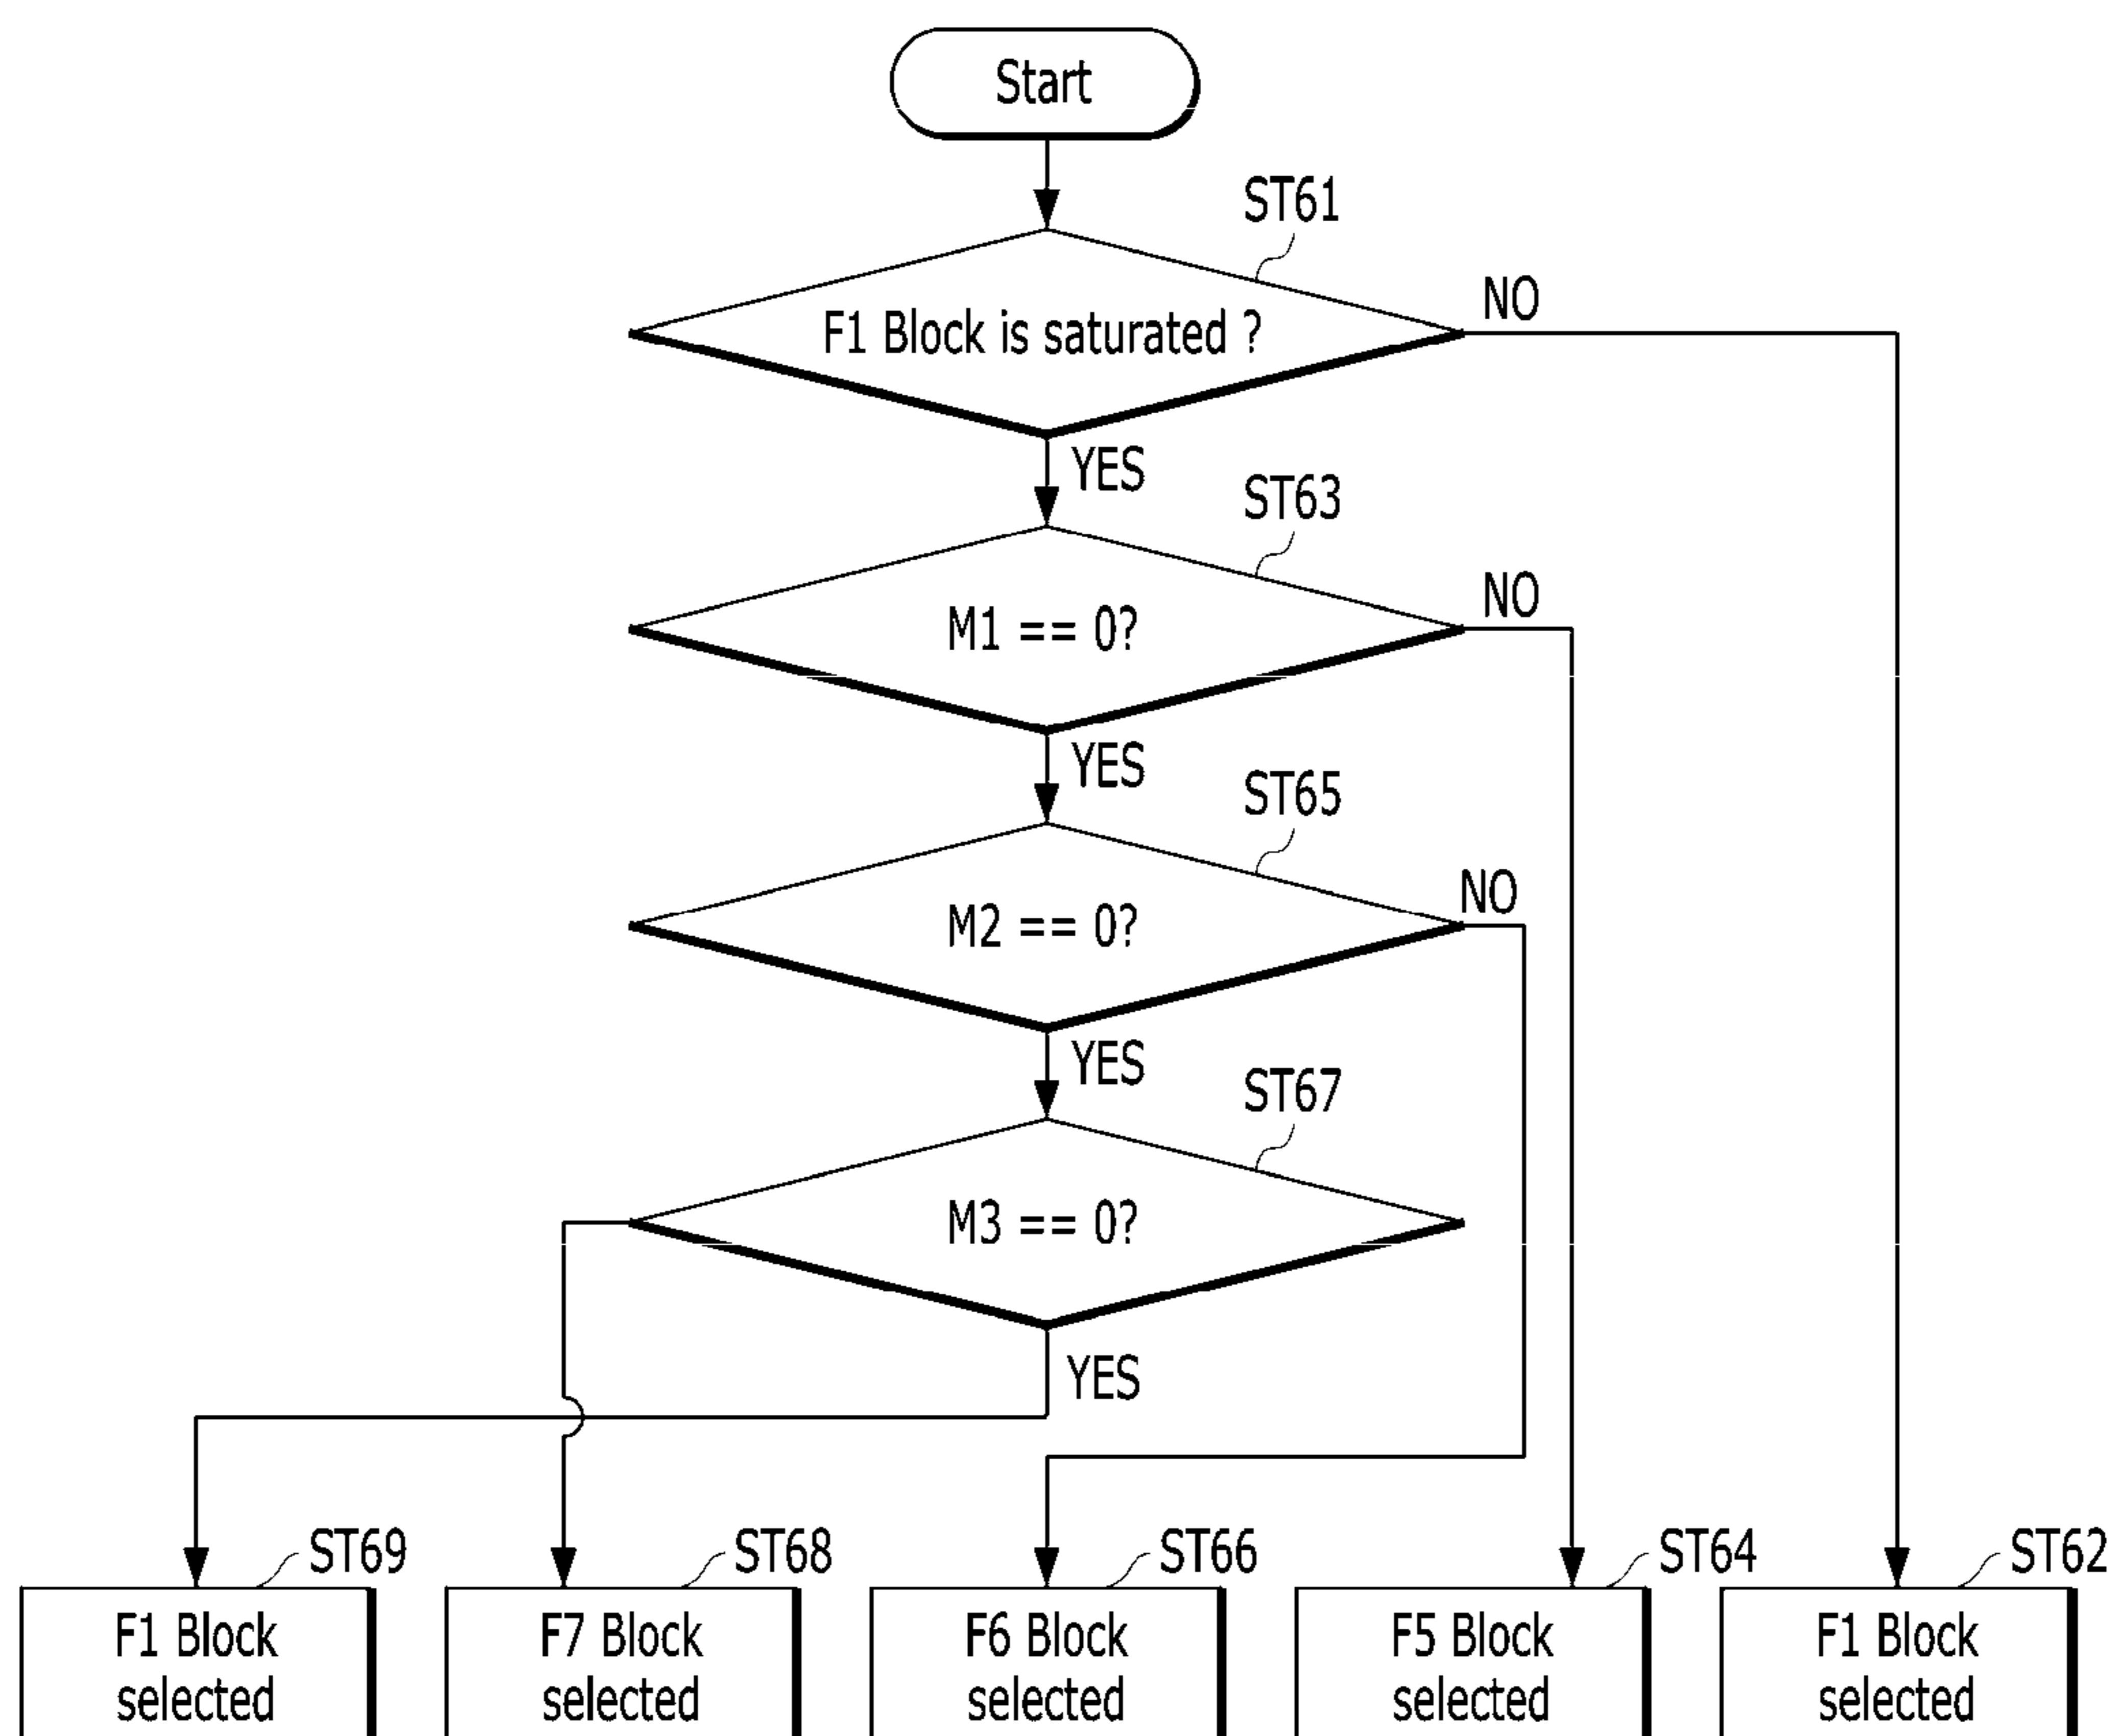 Start
ST61
F1 Block is saturated ?
NO
YES
ST63
M1 == 0?
NO
YES
ST65
M2 == 0?
NO
YES
ST67
M3 == 0?
YES
ST69
ST68
ST66
ST64
ST62
F1 Block
selected
F7 Block
selected
F6 Block
selected
F5 Block
selected
F1 Block
selected